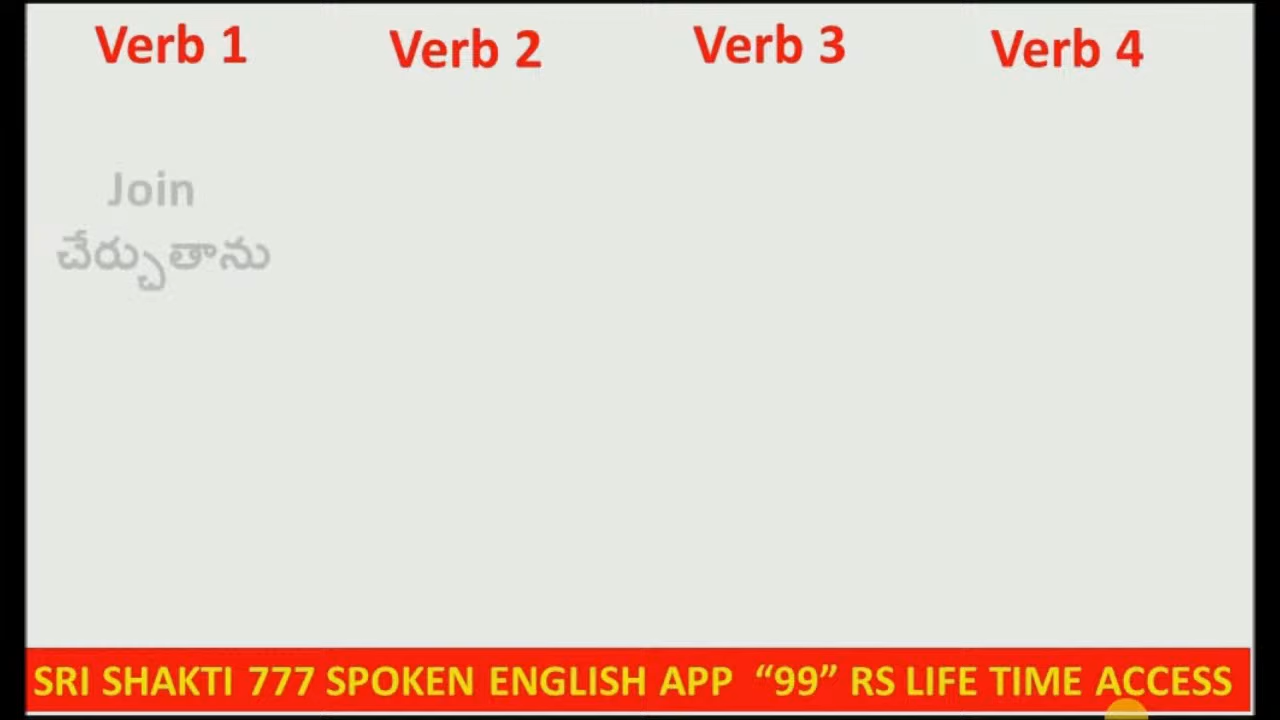 Verb 1 Verb 2 Verb 3 Verb 4
Join
చేర్చుతాను
SRI SHAKTI 777 SPOKEN ENGLISH APP “99” RS LIFE TIME ACCESS